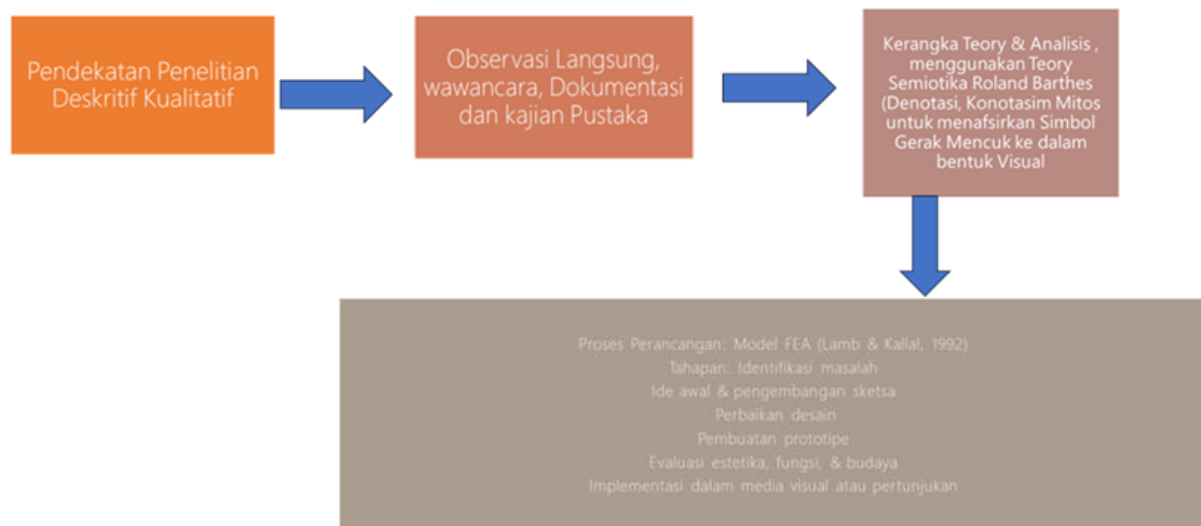 Pendekatan Penelitian
Deskritif Kualitatif
Observasi Langsung,
wawancara, Dokumentasi
dan kajian Pustaka
Kerangka Teory & Analisis ,
menggunakan Teory
Semiotika Roland Barthes
(Denotasi, Konotasim Mitos
untuk menafsirkan Simbol
Gerak Mencuk ke dalam
bentuk Visual
Proses Perancangan: Model FEA (Lamb & Kallal, 1992)
Tahapan: Identifikasi masalah
Ide awal & pengembangan sketsa
Perbaikan desain
Pembuatan prototipe
Evaluasi estetika, fungsi, & budaya
Implementasi dalam media visual atau pertunjukan